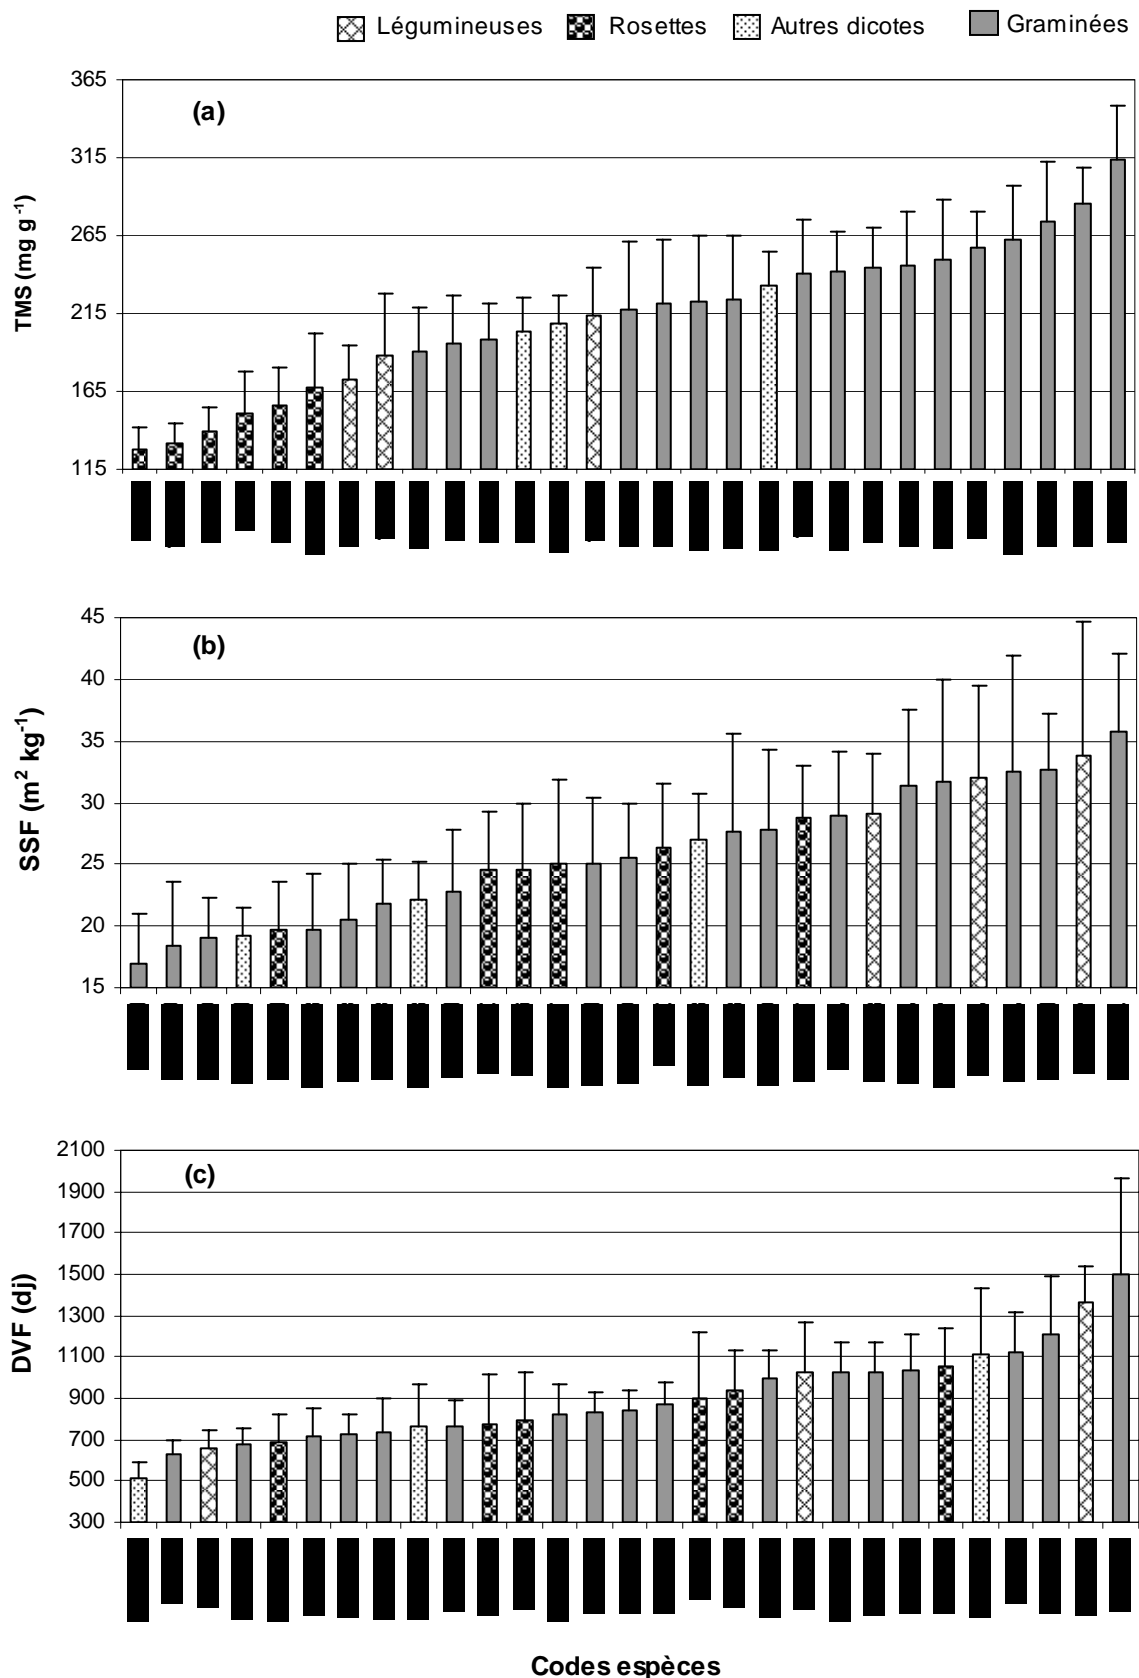 Légumineuses Rosettes Autres dicotes Graminées
(a)
TMS (mg g -1)
365
315
265
215
165
115
(b)
SSF (m2 kg-1)
45
40
35
30
25
20
15
(c)
DVF (dj)
2100
1900
1700
1500
1300
1100
900
700
500
300
Codes espèces